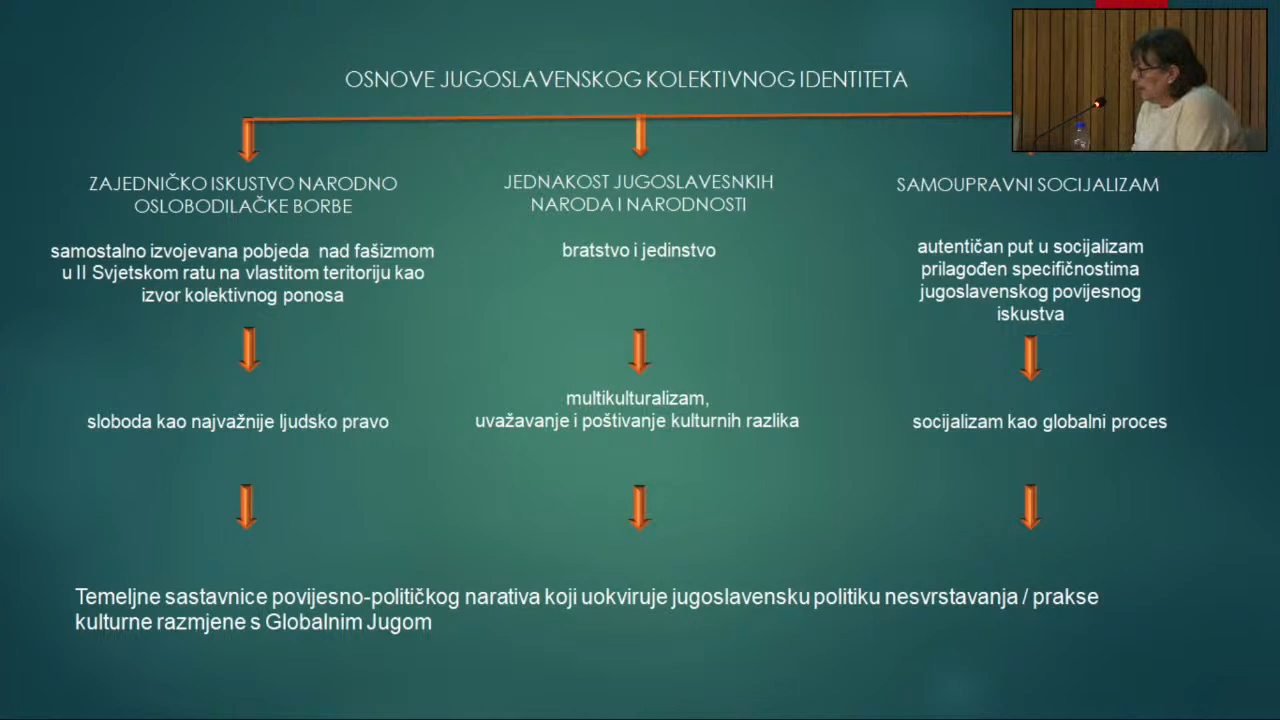 OSNOVE JUGOSLAVENSKOG KOLEKTIVNOG IDENTITETA
ZAJEDNIČKO ISKUSTVO NARODNO
OSLOBODILAČKE BORBE
samostalno izvojevana pobjeda nad fašizmom
u II Svjetskom ratu na vlastitom teritoriju kao
izvor kolektivnog ponosa
sloboda kao najvažnije ljudsko pravo
JEDNAKOST JUGOSLAVESNKIH
NARODA I NARODNOSTI
bratstvo i jedinstvo
multikulturalizam,
uvažavanje i poštivanje kulturnih razlika
SAMOUPRAVNI SOCIJALIZAM
autentičan put u socijalizam
prilagođen specifičnostima
jugoslavenskog povijesnog
iskustva
socijalizam kao globalni proces
Temeljne sastavnice povijesno-političkog narativa koji uokviruje jugoslavensku politiku nesvrstavanja / prakse
kulturne razmjene s Globalnim Jugom